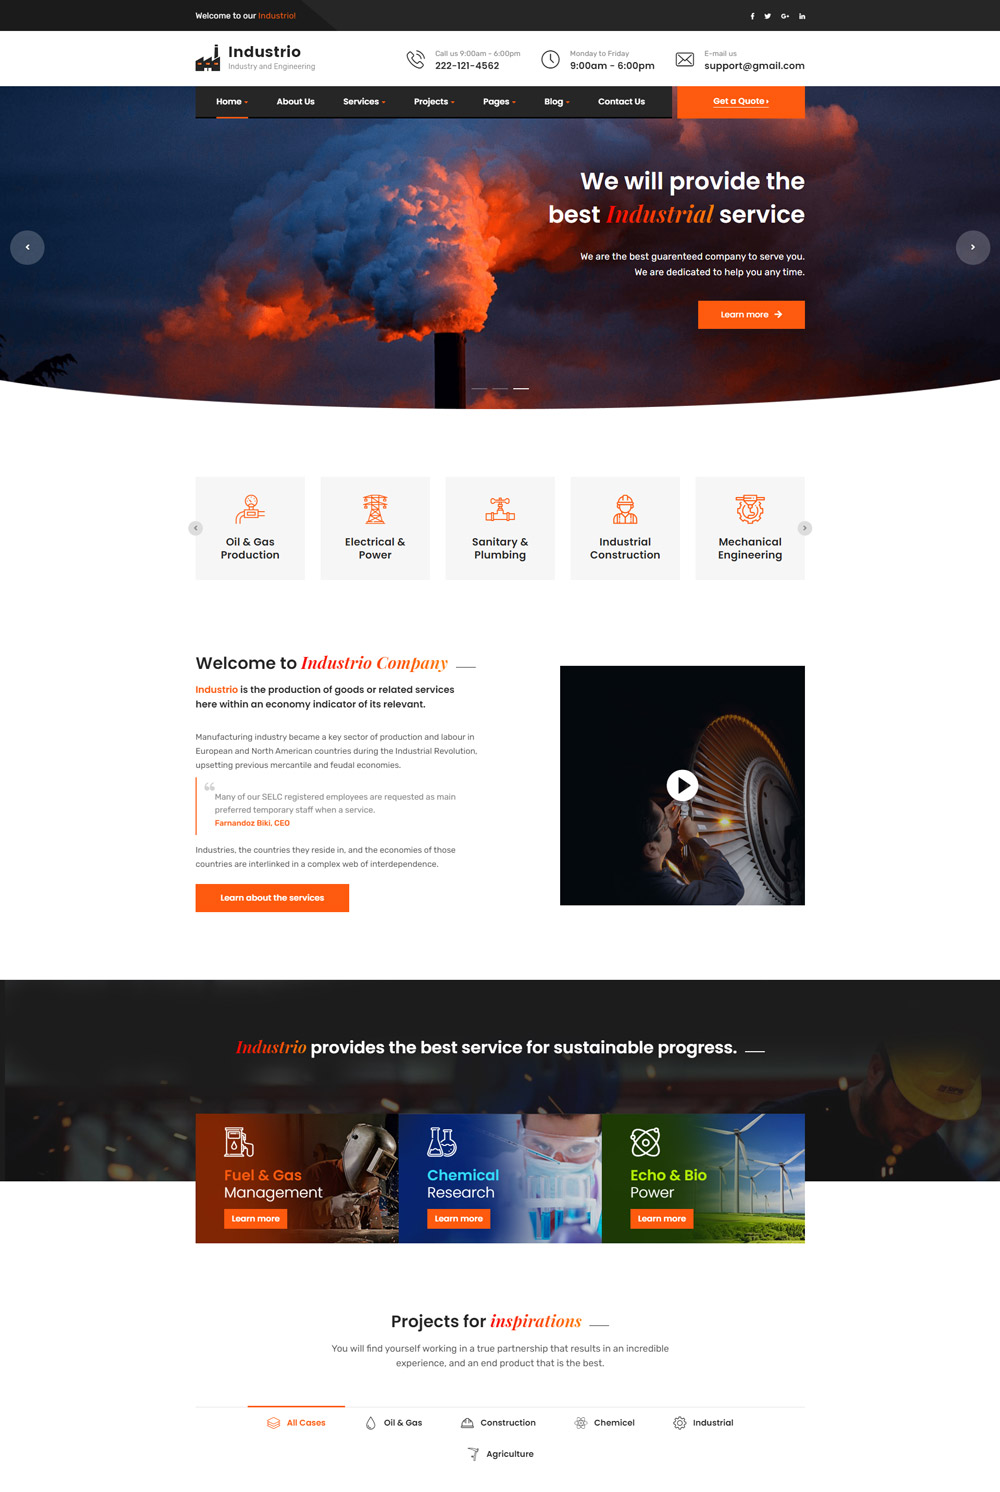 Welcome to our Industriol
Industrio
Industry and Engineering
Call us 9:00am - 6:00pm
222-121-4562
Monday to Friday
9:00am - 6:00pm
E-mail us
support@gmail.com
Home
About Us
Services
Projects
Pages
Blog
Contact Us
Get a Quote
We will provide the
best Industrial service
We are the best guarenteed company to serve you.
We are dedicated to help you any time.
Learn more
Oil & Gas
Production
Electrical &
Power
Sanitary &
Plumbing
Industrial
Construction
Mechanical
Engineering
Welcome to Industrio Company
Industrio is the production of goods or related services
here within an economy indicator of its relevant.
Manufacturing industry became a key sector of production and labour in
European and North American countries during the Industrial Revolution,
upsetting previous mercantile and feudal economies.
Many of our SELC registered employees are requested as main
preferred temporary staff when a service.
Farnandoz Biki, CEO
Industries, the countries they reside in, and the economies of those
countries are interlinked in a complex web of interdependence.
Learn about the services
Industrio provides the best service for sustainable progress.
Fuel & Gas
Management
Learn more
Chemical
Research
Learn more
Echo & Bio
Power
Learn more
Projects for inspirations
You will find yourself working in a true partnership that results in an incredible
experience, and an end product that is the best.
All Cases
Oil & Gas
Construction
Chemicel
Industrial
Agriculture